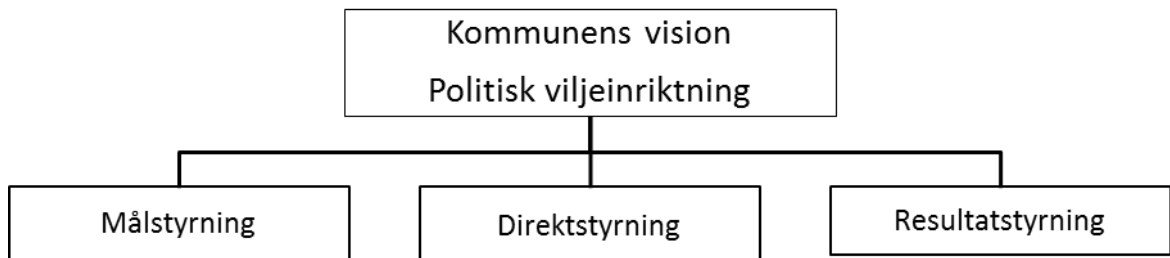 Kommunens vision
Politisk viljeinriktning
Målstyrning
Direktstyrning
Resultatstyrning